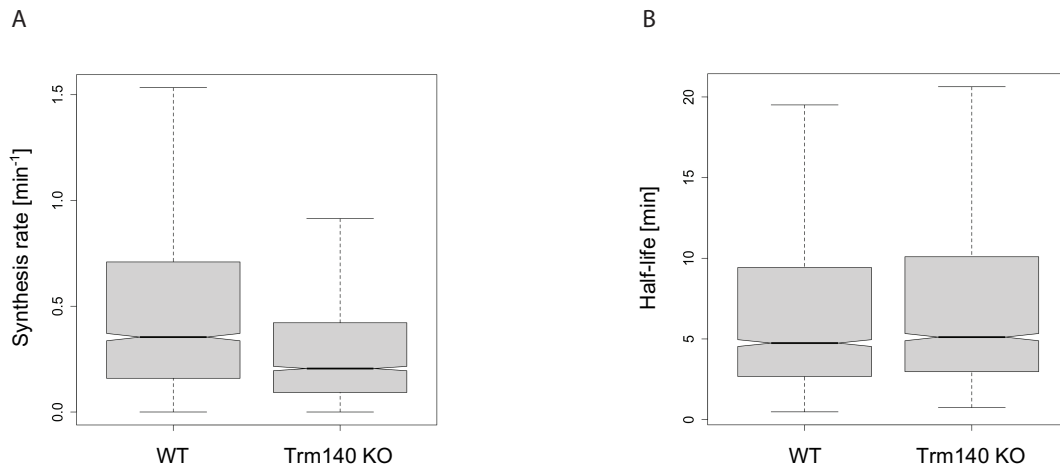 A
Synthesis rate [min⁻¹]
1.5
1.0
0.5
0.0
WT Trm140 KO
B
Half-life [min]
20
15
10
5
0
WT Trm140 KO